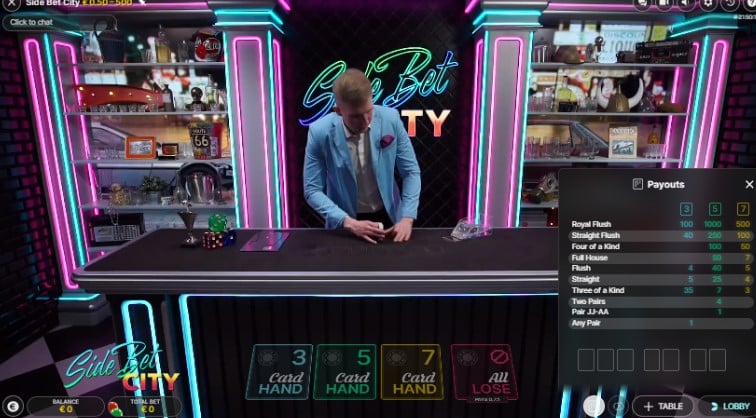 Side Bet City € 0.50 - 500
Click to chat
Side Bet
CITY
ROUTE
66
Payouts
3 5 7
Royal Flush 100 1000 500
Straight Flush 40 250 100
Four of a Kind 100 50
Full House 50 7
Flush 4 40 5
Straight 5 25 4
Three of a Kind 35 7 3
Two Pairs 4
Pair JJ-AA 1
Any Pair 1
Side Bet
CITY
3 Card HAND
5 Card HAND
7 Card HAND
All LOSE
BALANCE
€ 0
TOTAL BET
€ 0
+ TABLE
LOBBY